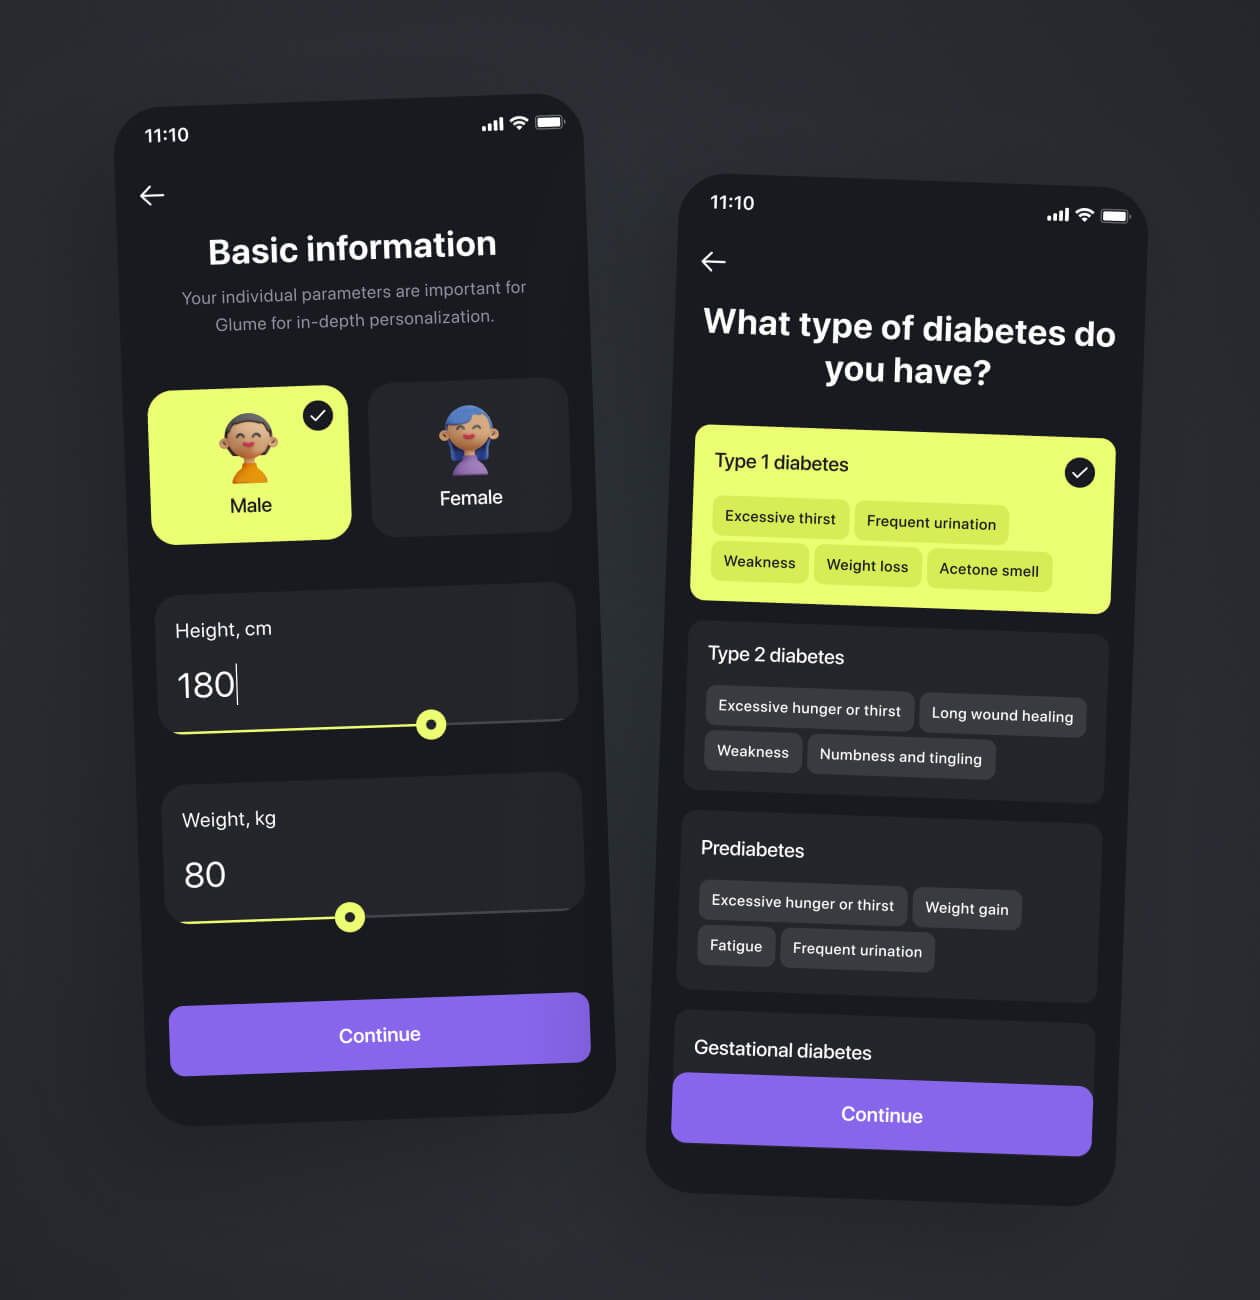 11:10
Basic information
Your individual parameters are important for
Glume for in-depth personalization.
Male
Female
Height, cm
180
Weight, kg
80
Continue
11:10
What type of diabetes do
you have?
Type 1 diabetes
Excessive thirst
Frequent urination
Weakness
Weight loss
Acetone smell
Type 2 diabetes
Excessive hunger or thirst
Long wound healing
Weakness
Numbness and tingling
Prediabetes
Excessive hunger or thirst
Weight gain
Fatigue
Frequent urination
Gestational diabetes
Continue